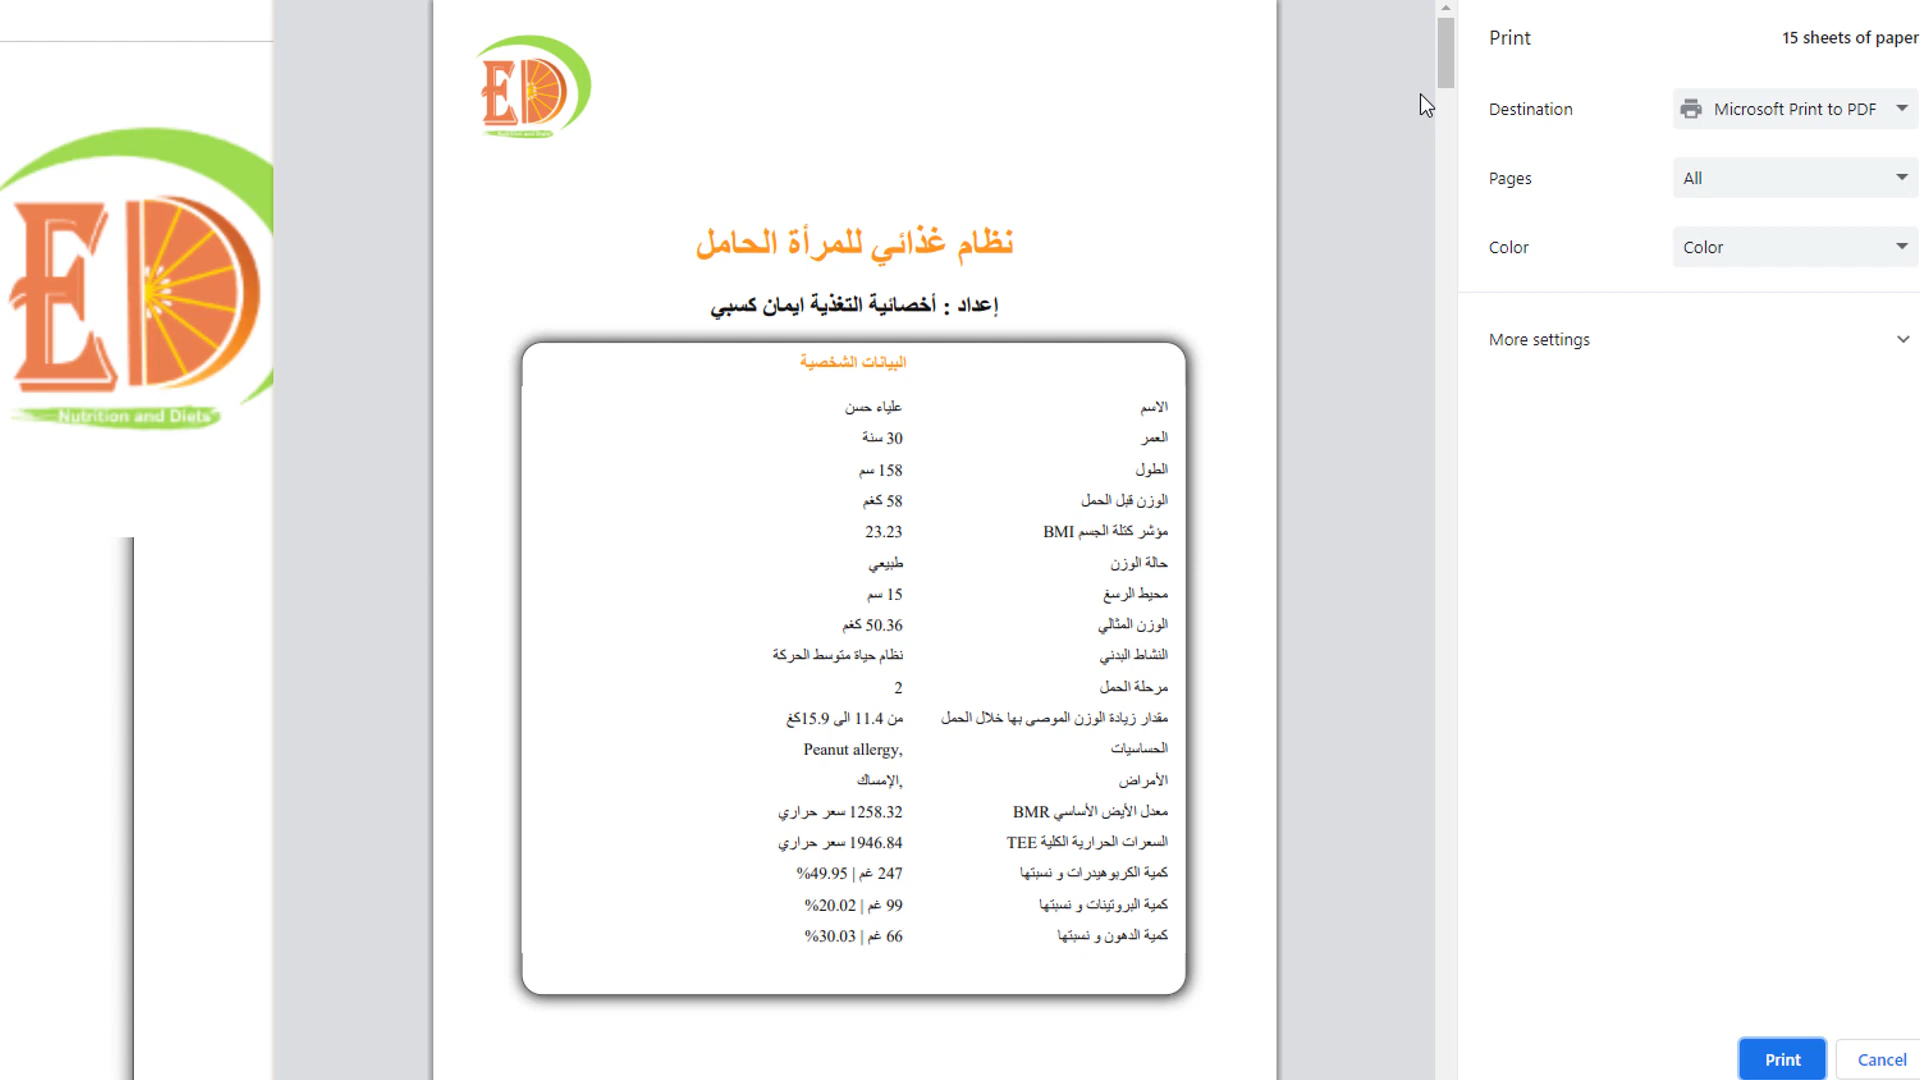 ED
Nutrition and Diets
ED
Nutrition and Diets
نظام غذائي للمرأة الحامل
إعداد : أخصائية التغذية ايمان كسبي
البيانات الشخصية
الاسم علياء حسن
العمر 30 سنة
الطول 158 سم
الوزن قبل الحمل 58 كغم
مؤشر كتلة الجسم BMI 23.23
حالة الوزن طبيعي
محيط الرسغ 15 سم
الوزن المثالي 50.36 كغم
النشاط البدني نظام حياة متوسط الحركة
مرحلة الحمل 2
مقدار زيادة الوزن الموصى بها خلال الحمل من 11.4 الى 15.9كغ
الحساسيات Peanut allergy,
الأمراض ,الإمساك
معدل الأيض الأساسي BMR 1258.32 سعر حراري
السعرات الحرارية الكلية TEE 1946.84 سعر حراري
كمية الكربوهيدرات و نسبتها 247 غم | 49.95%
كمية البروتينات و نسبتها 99 غم | 20.02%
كمية الدهون و نسبتها 66 غم | 30.03%
Print 15 sheets of paper
Destination Microsoft Print to PDF
Pages All
Color Color
More settings
Print Cancel